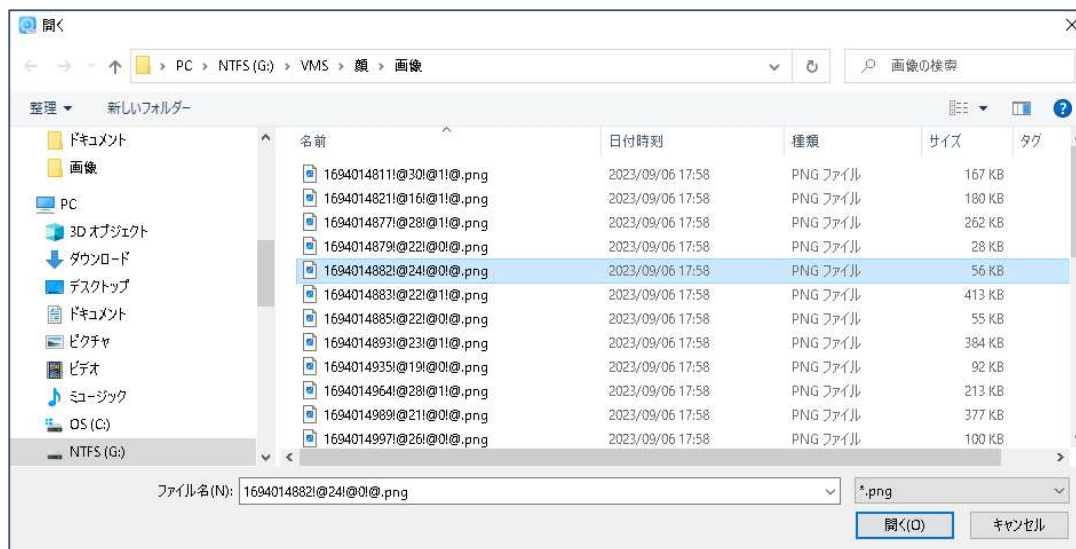 開く
PC › NTFS (G:) › VMS › 顔 › 画像
画像の検索
整理 新しいフォルダー
ドキュメント
画像
PC
3D オブジェクト
ダウンロード
デスクトップ
ドキュメント
ピクチャ
ビデオ
ミュージック
OS (C:)
NTFS (G:)
名前 日付時刻 種類 サイズ タグ
1694014811!@30!@1!@.png 2023/09/06 17:58 PNG ファイル 167 KB
1694014821!@16!@1!@.png 2023/09/06 17:58 PNG ファイル 180 KB
1694014877!@28!@1!@.png 2023/09/06 17:58 PNG ファイル 262 KB
1694014879!@22!@0!@.png 2023/09/06 17:58 PNG ファイル 28 KB
1694014882!@24!@0!@.png 2023/09/06 17:58 PNG ファイル 56 KB
1694014883!@22!@1!@.png 2023/09/06 17:58 PNG ファイル 413 KB
1694014885!@22!@0!@.png 2023/09/06 17:58 PNG ファイル 55 KB
1694014893!@23!@1!@.png 2023/09/06 17:58 PNG ファイル 384 KB
1694014935!@19!@0!@.png 2023/09/06 17:58 PNG ファイル 92 KB
1694014964!@28!@1!@.png 2023/09/06 17:58 PNG ファイル 213 KB
1694014989!@21!@0!@.png 2023/09/06 17:58 PNG ファイル 377 KB
1694014997!@26!@0!@.png 2023/09/06 17:58 PNG ファイル 100 KB
ファイル名(N): 1694014882!@24!@0!@.png *.png
開く(O) キャンセル